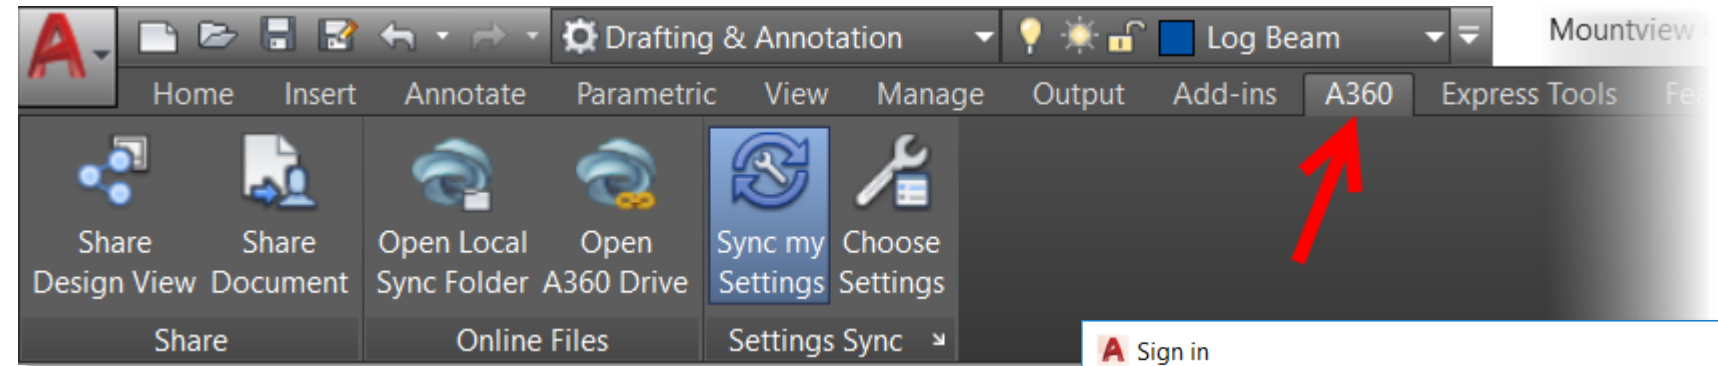 Drafting & Annotation Log Beam Mountview
Home Insert Annotate Parametric View Manage Output Add-ins A360 Express Tools
Share Design View
Share Document
Open Local Sync Folder
Open A360 Drive
Sync my Settings
Choose Settings
Share Online Files Settings Sync
Sign in